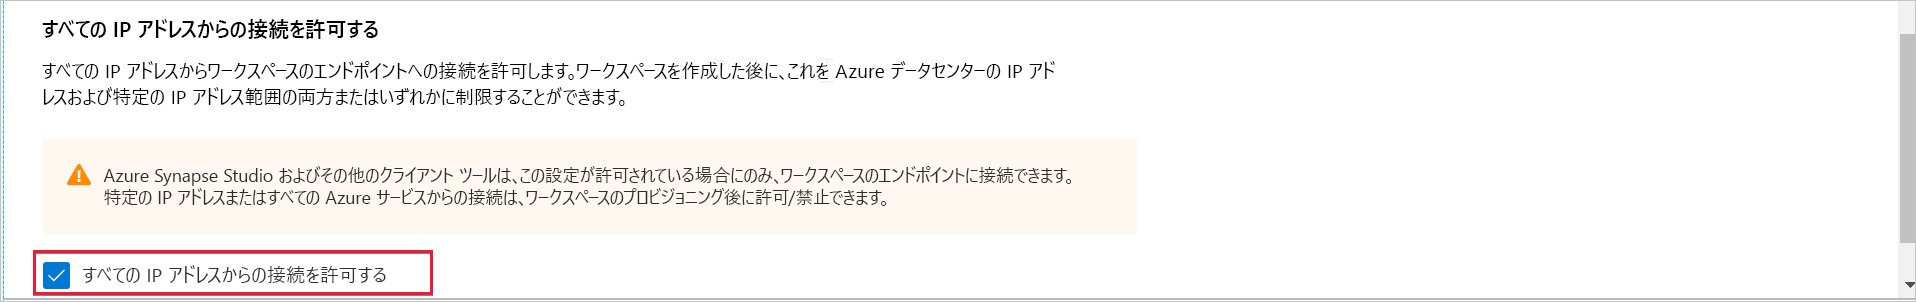 すべての IP アドレスからの接続を許可する
すべての IP アドレスからワークスペースのエンドポイントへの接続を許可します。ワークスペースを作成した後に、これを Azure データセンターの IP アド
レスおよび特定の IP アドレス範囲の両方またはいずれかに制限することができます。
Azure Synapse Studio およびその他のクライアント ツールは、この設定が許可されている場合にのみ、ワークスペースのエンドポイントに接続できます。
特定の IP アドレスまたはすべての Azure サービスからの接続は、ワークスペースのプロビジョニング後に許可/禁止できます。
すべての IP アドレスからの接続を許可する